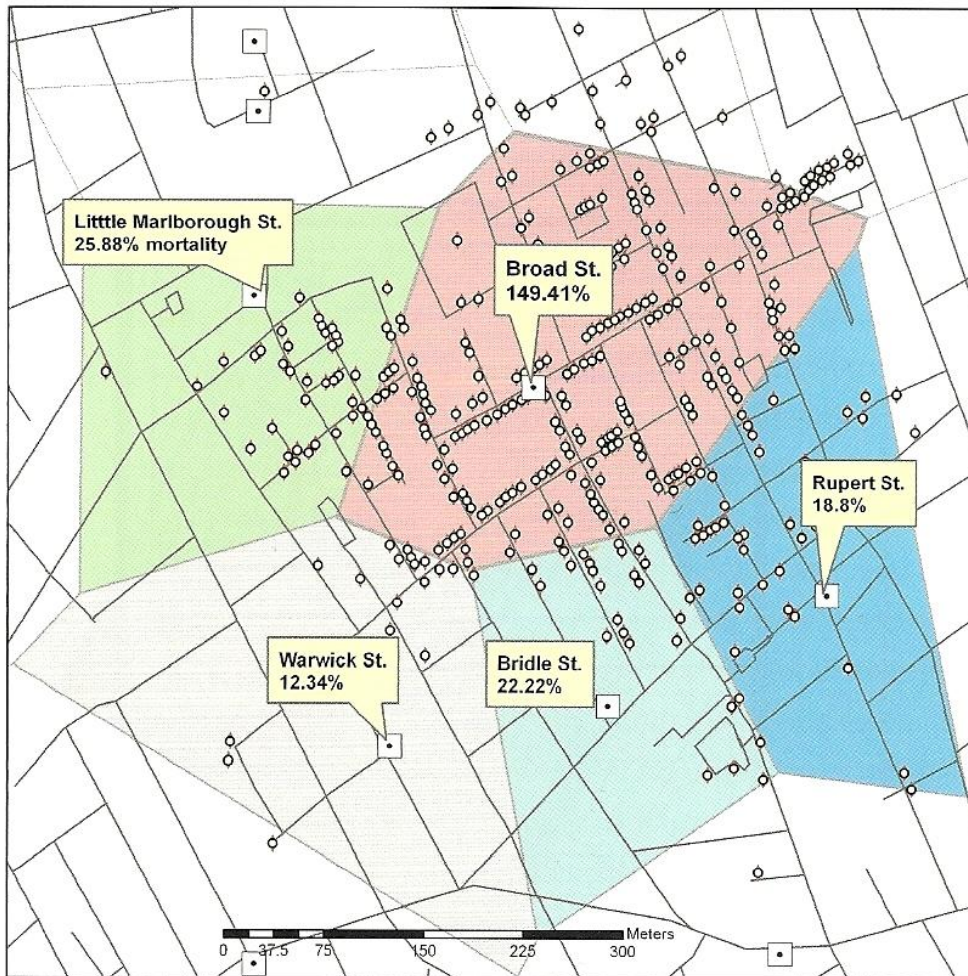 Litttle Marlborough St.
25.88% mortality
Broad St.
149.41%
Rupert St.
18.8%
Warwick St.
12.34%
Bridle St.
22.22%
Meters
0 37.5 75 150 225 300